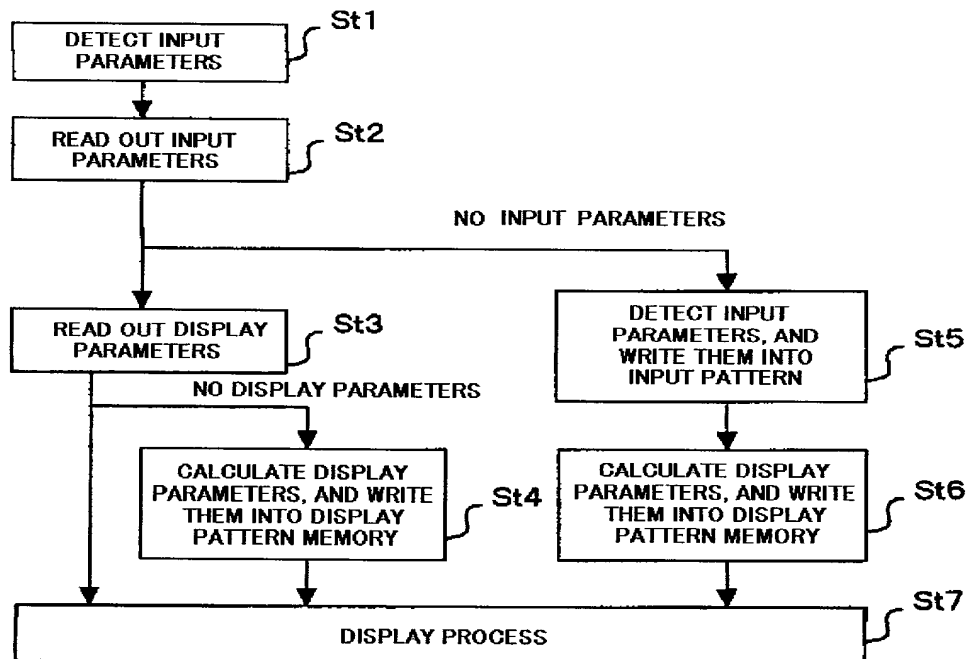 St1
DETECT INPUT
PARAMETERS
St2
READ OUT INPUT
PARAMETERS
NO INPUT PARAMETERS
St3
READ OUT DISPLAY
PARAMETERS
DETECT INPUT
PARAMETERS, AND
WRITE THEM INTO
INPUT PATTERN
St5
NO DISPLAY PARAMETERS
CALCULATE DISPLAY
PARAMETERS, AND WRITE
THEM INTO DISPLAY
PATTERN MEMORY
St4
CALCULATE DISPLAY
PARAMETERS, AND WRITE
THEM INTO DISPLAY
PATTERN MEMORY
St6
St7
DISPLAY PROCESS